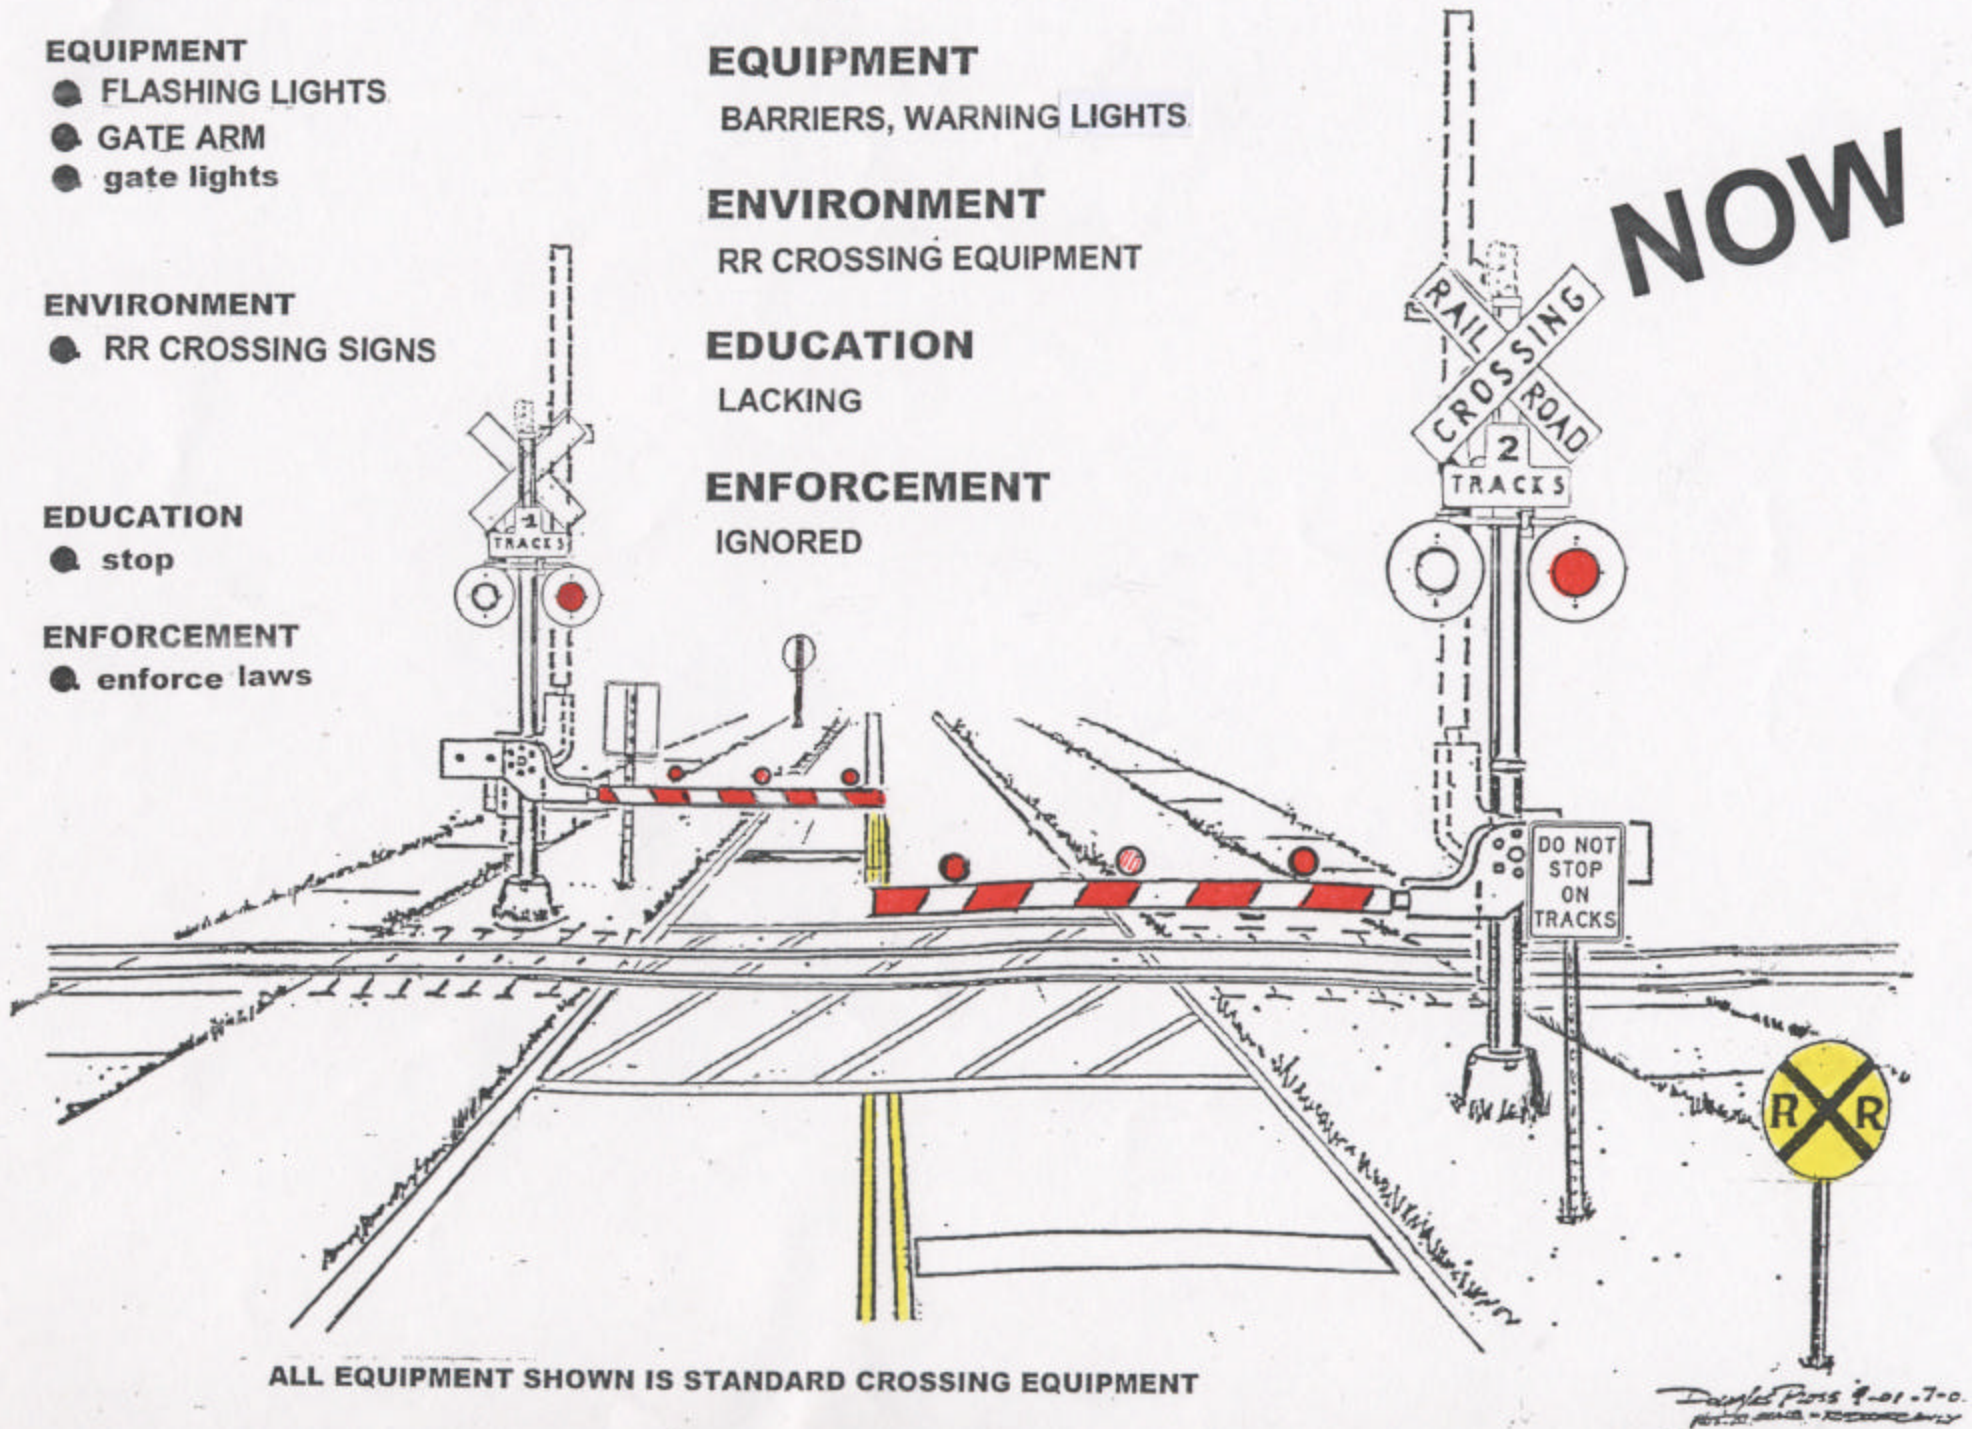 EQUIPMENT
FLASHING LIGHTS
GATE ARM
gate lights
ENVIRONMENT
RR CROSSING SIGNS
EDUCATION
stop
ENFORCEMENT
enforce laws
EQUIPMENT
BARRIERS, WARNING LIGHTS
ENVIRONMENT
RR CROSSING EQUIPMENT
EDUCATION
LACKING
ENFORCEMENT
IGNORED
NOW
1
TRACKS
RAIL ROAD
CROSSING
2
TRACKS
DO NOT
STOP
ON
TRACKS
R R
ALL EQUIPMENT SHOWN IS STANDARD CROSSING EQUIPMENT
Douglas